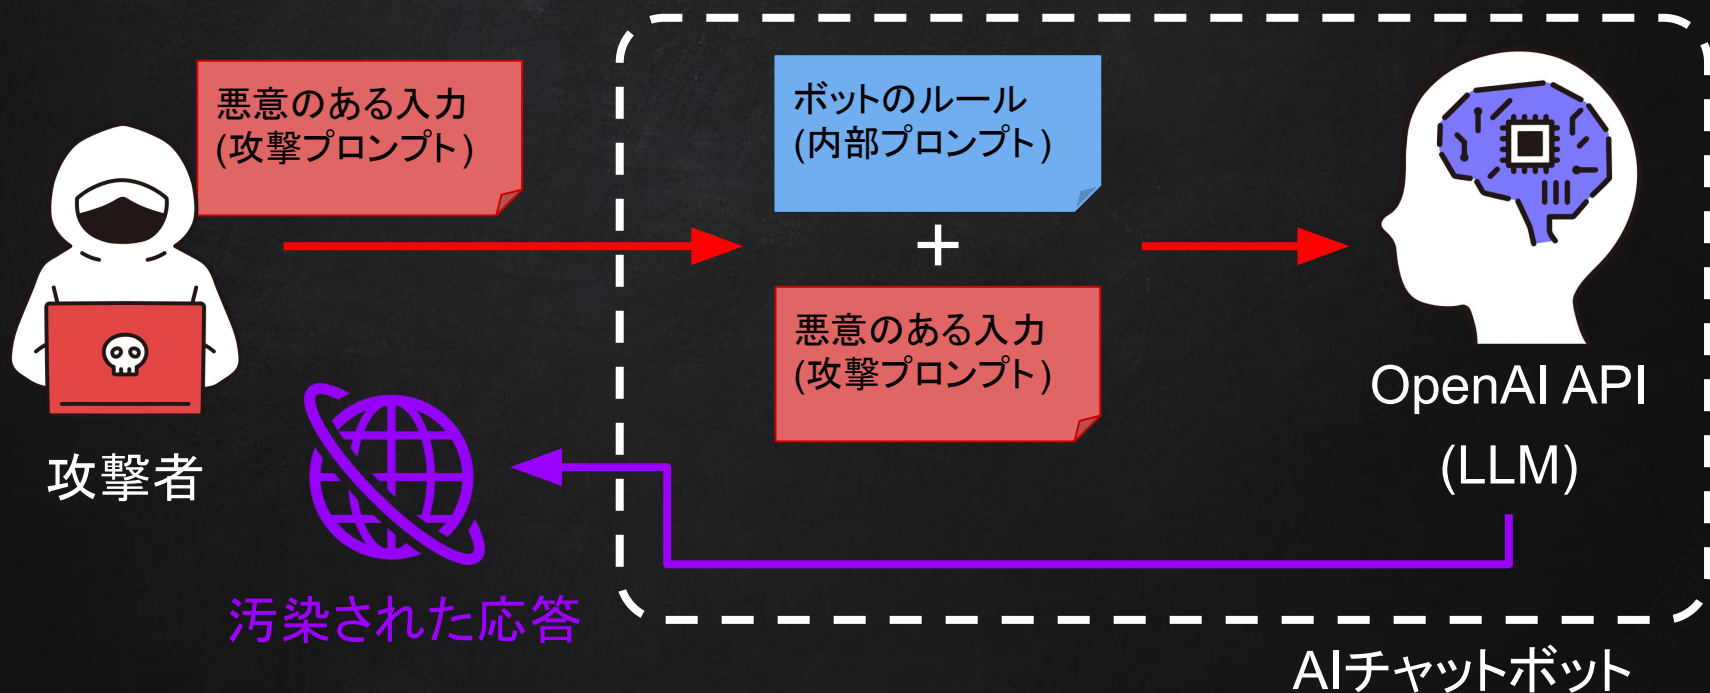 悪意のある入力
(攻撃プロンプト)
ボットのルール
(内部プロンプト)
+
悪意のある入力
(攻撃プロンプト)
OpenAI API
(LLM)
攻撃者
汚染された応答
AIチャットボット